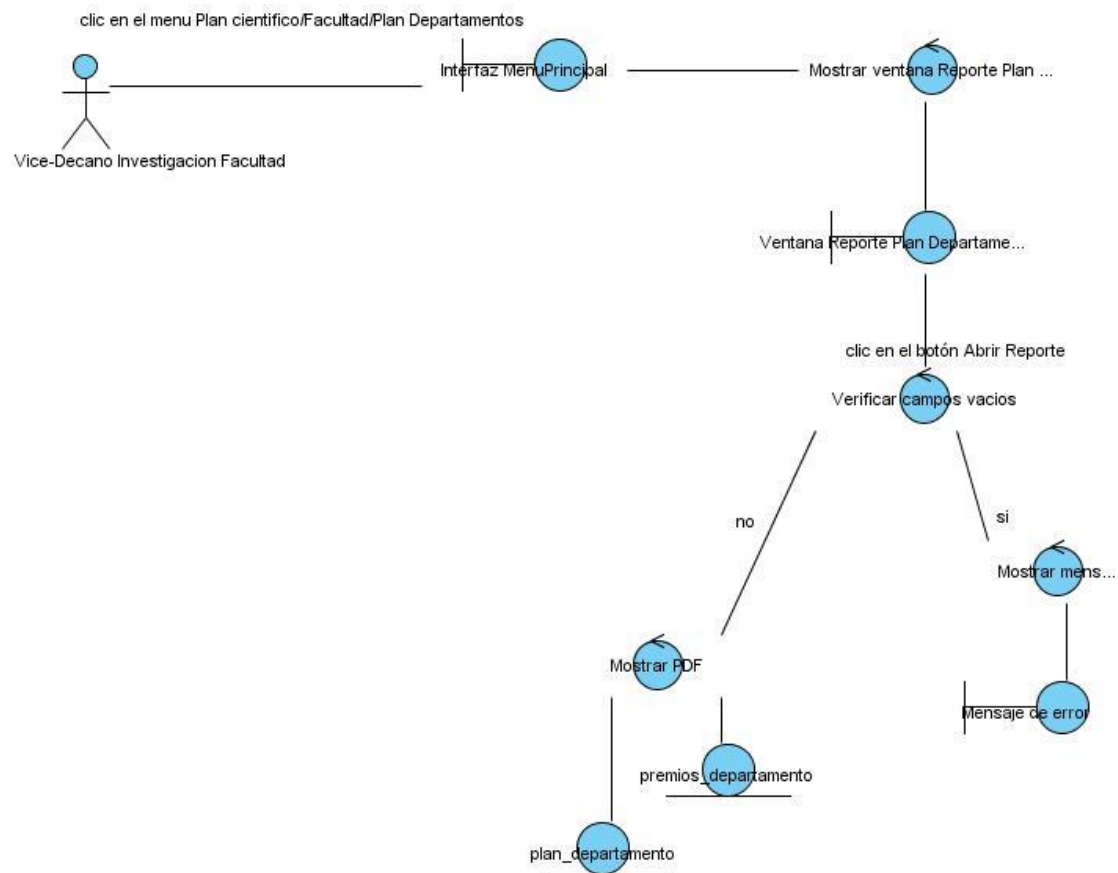 clic en el menu Plan cientifico/Facultad/Plan Departamentos
Interfaz MenuPrincipal
Mostrar ventana Reporte Plan ...
Vice-Decano Investigacion Facultad
Ventana Reporte Plan Departame...
clic en el botón Abrir Reporte
Verificar campos vacios
no
si
Mostrar mens...
Mostrar PDF
Mensaje de error
premios_departamento
plan_departamento